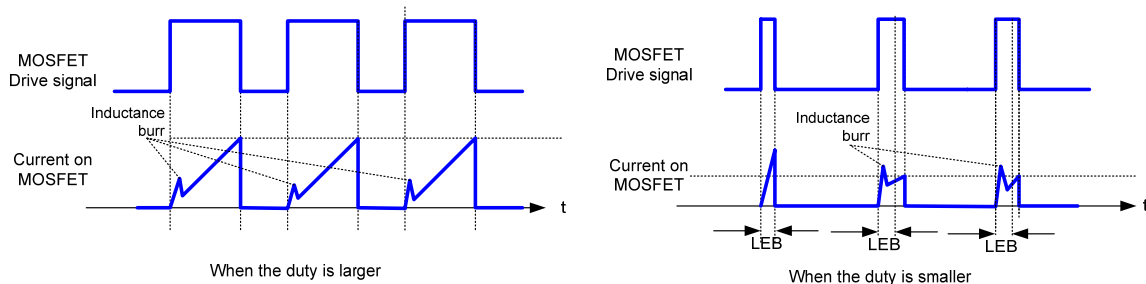 MOSFET
Drive signal
Inductance
burr
Current on
MOSFET
t
When the duty is larger
MOSFET
Drive signal
Inductance
burr
Current on
MOSFET
t
LEB
LEB
LEB
When the duty is smaller